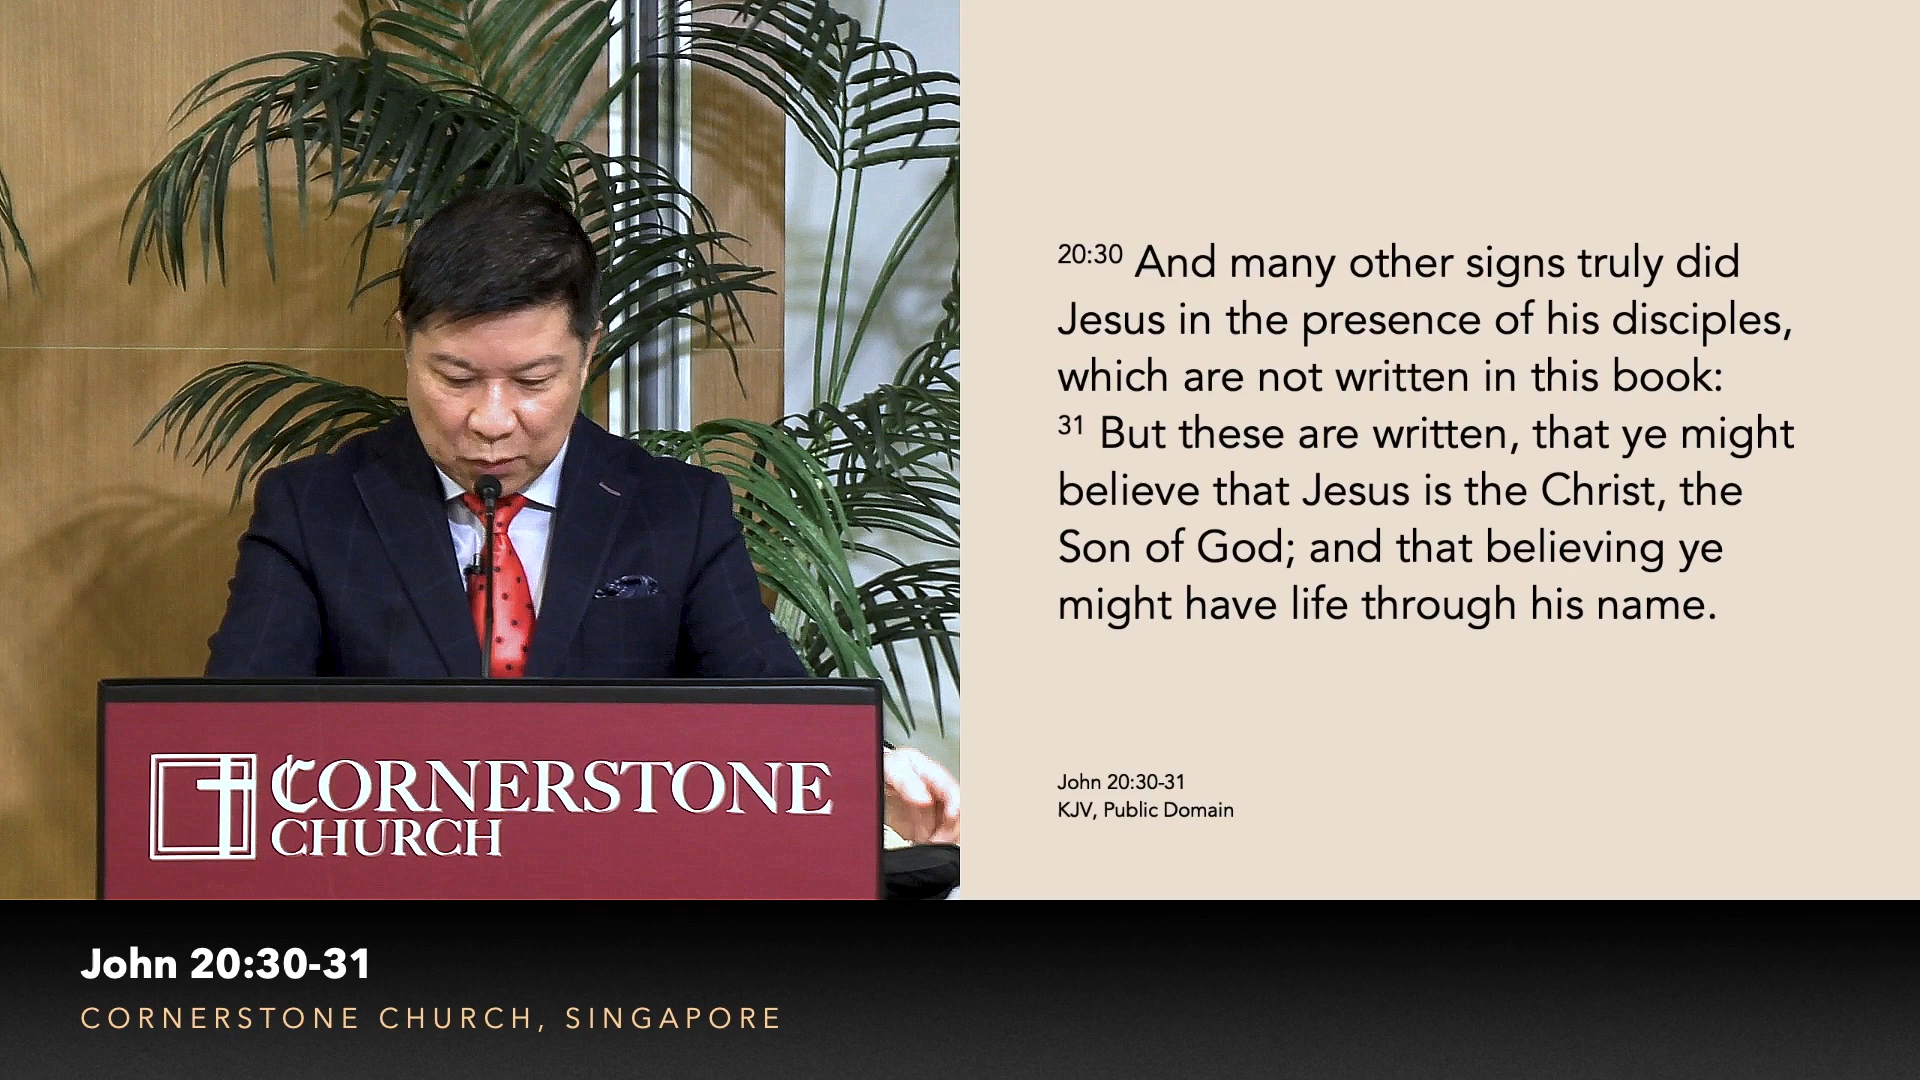 CORNERSTONE
CHURCH
20:30 And many other signs truly did
Jesus in the presence of his disciples,
which are not written in this book:
31 But these are written, that ye might
believe that Jesus is the Christ, the
Son of God; and that believing ye
might have life through his name.
John 20:30-31
KJV, Public Domain
John 20:30-31
CORNERSTONE CHURCH, SINGAPORE